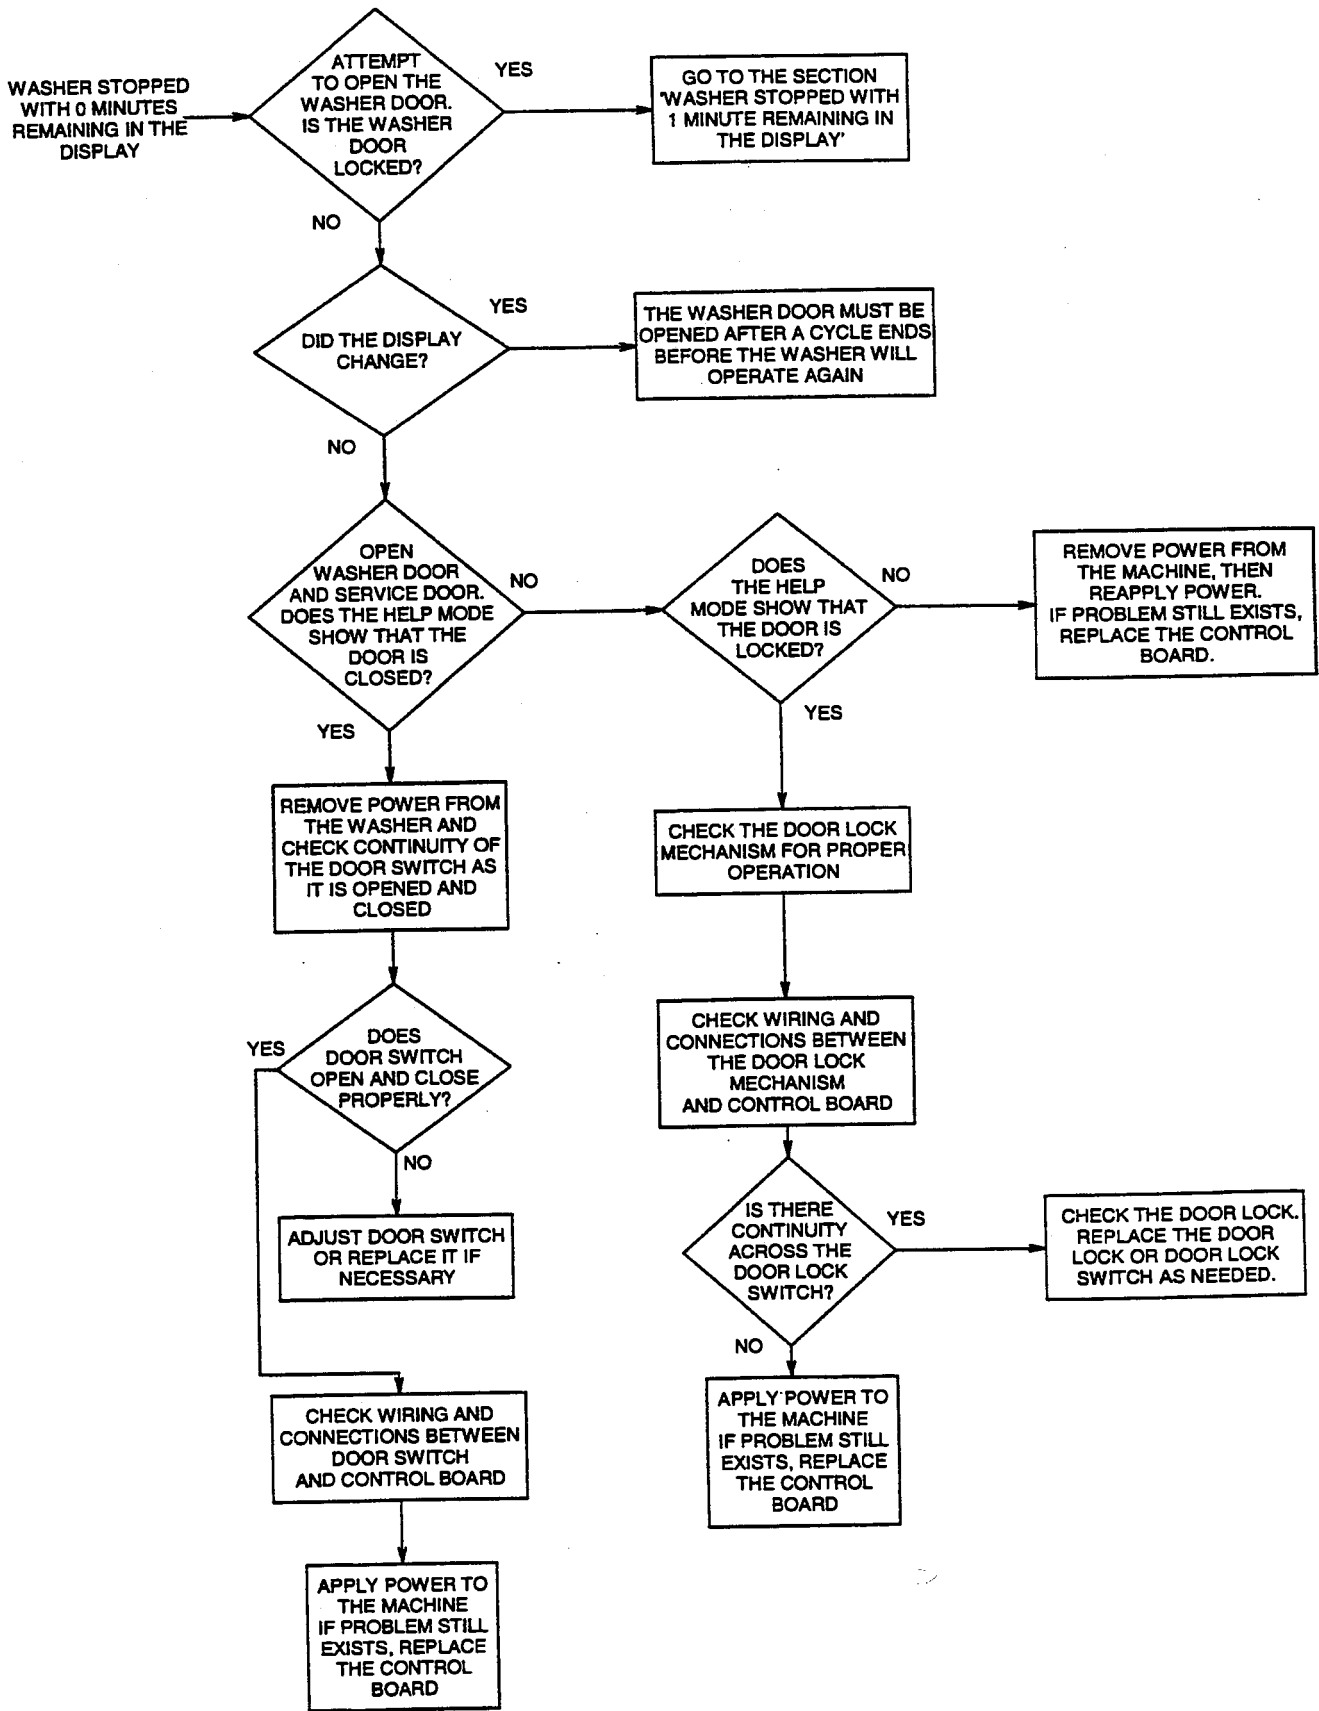 WASHER STOPPED
WITH 0 MINUTES
REMAINING IN THE
DISPLAY
ATTEMPT
TO OPEN THE
WASHER DOOR.
IS THE WASHER
DOOR
LOCKED?
YES
GO TO THE SECTION
'WASHER STOPPED WITH
1 MINUTE REMAINING IN
THE DISPLAY'
NO
DID THE DISPLAY
CHANGE?
YES
THE WASHER DOOR MUST BE
OPENED AFTER A CYCLE ENDS
BEFORE THE WASHER WILL
OPERATE AGAIN
NO
OPEN
WASHER DOOR
AND SERVICE DOOR.
DOES THE HELP MODE
SHOW THAT THE
DOOR IS
CLOSED?
NO
DOES
THE HELP
MODE SHOW THAT
THE DOOR IS
LOCKED?
NO
REMOVE POWER FROM
THE MACHINE, THEN
REAPPLY POWER.
IF PROBLEM STILL EXISTS,
REPLACE THE CONTROL
BOARD.
YES
REMOVE POWER FROM
THE WASHER AND
CHECK CONTINUITY OF
THE DOOR SWITCH AS
IT IS OPENED AND
CLOSED
YES
CHECK THE DOOR LOCK
MECHANISM FOR PROPER
OPERATION
DOES
DOOR SWITCH
OPEN AND CLOSE
PROPERLY?
YES
NO
ADJUST DOOR SWITCH
OR REPLACE IT IF
NECESSARY
CHECK WIRING AND
CONNECTIONS BETWEEN
THE DOOR LOCK
MECHANISM
AND CONTROL BOARD
IS THERE
CONTINUITY
ACROSS THE
DOOR LOCK
SWITCH?
YES
CHECK THE DOOR LOCK.
REPLACE THE DOOR
LOCK OR DOOR LOCK
SWITCH AS NEEDED.
NO
APPLY POWER TO
THE MACHINE
IF PROBLEM STILL
EXISTS, REPLACE
THE CONTROL
BOARD
CHECK WIRING AND
CONNECTIONS BETWEEN
DOOR SWITCH
AND CONTROL BOARD
APPLY POWER TO
THE MACHINE
IF PROBLEM STILL
EXISTS, REPLACE
THE CONTROL
BOARD